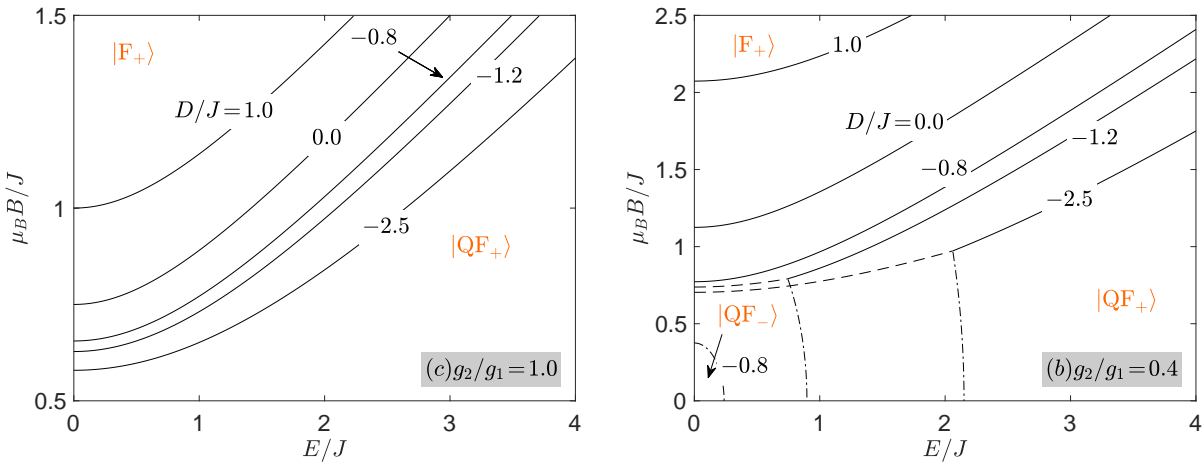 1.5
1
0.5
μ_B B/J
|F₊⟩
−0.8
−1.2
D/J=1.0
0.0
−2.5
|QF₊⟩
(c)g₂/g₁=1.0
0 1 2 3 4
E/J
2.5
2
1.5
1
0.5
0
μ_B B/J
|F₊⟩
1.0
D/J=0.0
−1.2
−0.8
−2.5
|QF₋⟩
|QF₊⟩
−0.8
(b)g₂/g₁=0.4
0 1 2 3 4
E/J